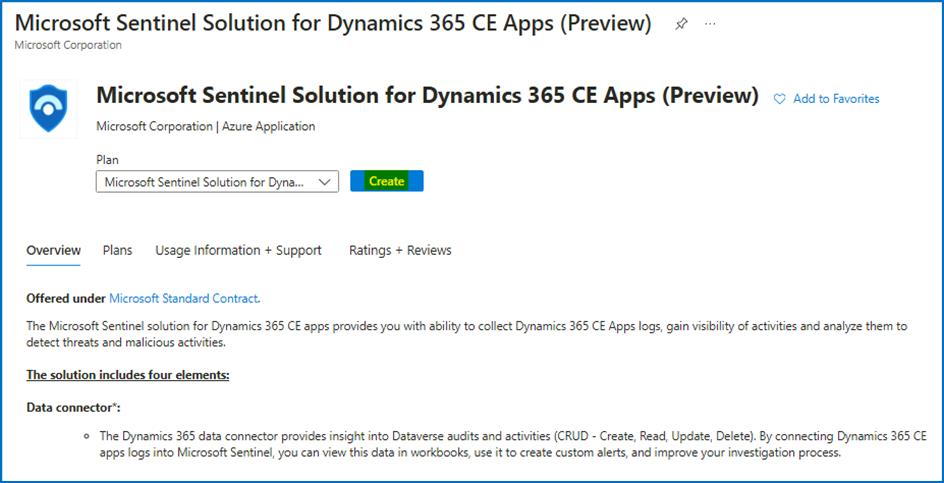 Microsoft Sentinel Solution for Dynamics 365 CE Apps (Preview) ...
Microsoft Corporation
Microsoft Sentinel Solution for Dynamics 365 CE Apps (Preview)
Add to Favorites
Microsoft Corporation | Azure Application
Plan
Microsoft Sentinel Solution for Dyna...
Create
Overview Plans Usage Information + Support Ratings + Reviews
Offered under Microsoft Standard Contract.
The Microsoft Sentinel solution for Dynamics 365 CE apps provides you with ability to collect Dynamics 365 CE Apps logs, gain visibility of activities and analyze them to
detect threats and malicious activities.
The solution includes four elements:
Data connector*:
The Dynamics 365 data connector provides insight into Dataverse audits and activities (CRUD - Create, Read, Update, Delete). By connecting Dynamics 365 CE
apps logs into Microsoft Sentinel, you can view this data in workbooks, use it to create custom alerts, and improve your investigation process.